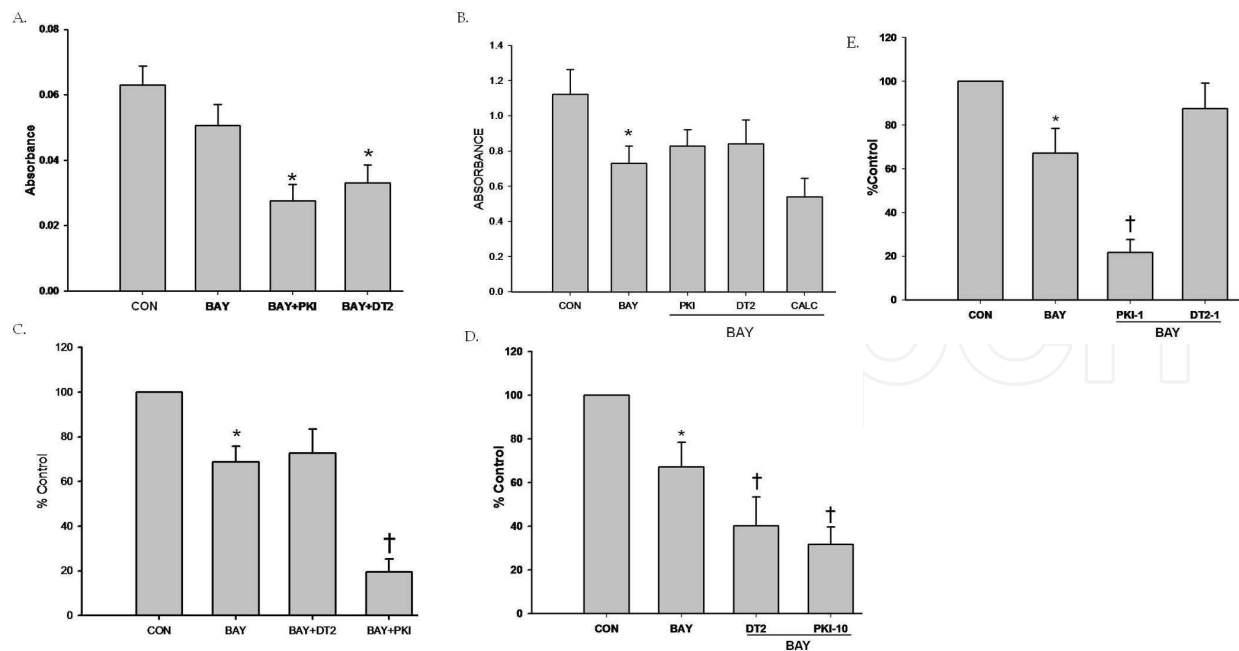 A.
Absorbance
0.08
0.06
0.04
0.02
0.00
*
*
CON BAY BAY+PKI BAY+DT2
B.
ABSORBANCE
1.4
1.2
1.0
0.8
0.6
0.4
0.2
0.0
*
CON BAY PKI DT2 CALC
BAY
E.
%Control
120
100
80
60
40
20
0
*
†
CON BAY PKI-1 DT2-1
BAY
C.
% Control
120
100
80
60
40
20
0
*
†
CON BAY BAY+DT2 BAY+PKI
D.
% Control
120
100
80
60
40
20
0
*
†
†
CON BAY DT2 PKI-10
BAY